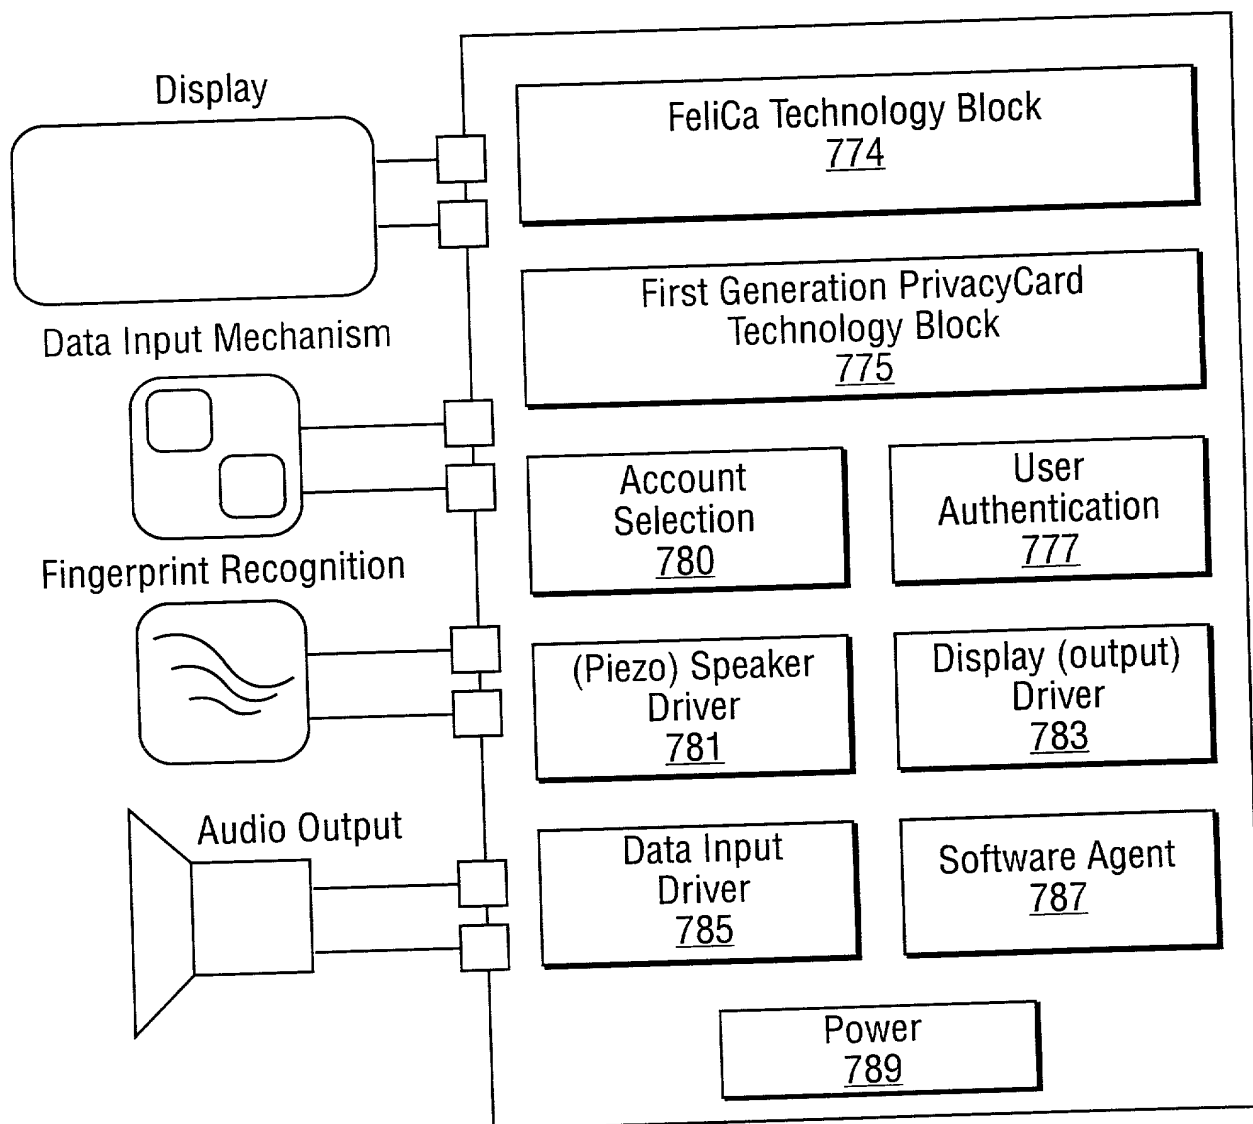 Display
FeliCa Technology Block
774
First Generation PrivacyCard
Technology Block
775
Data Input Mechanism
Account
Selection
780
User
Authentication
777
Fingerprint Recognition
(Piezo) Speaker
Driver
781
Display (output)
Driver
783
Audio Output
Data Input
Driver
785
Software Agent
787
Power
789